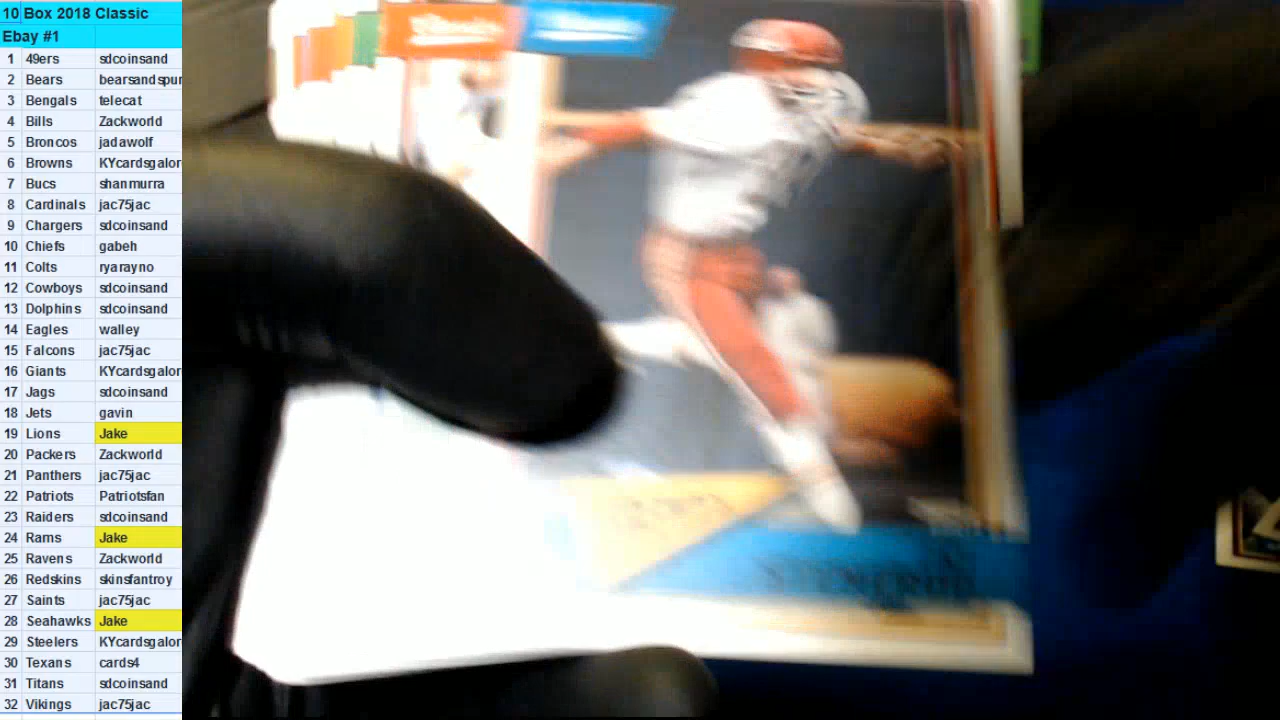 10 Box 2018 Classic
Ebay #1
1 49ers sdcoinsand
2 Bears bearsandspur
3 Bengals telecat
4 Bills Zackworld
5 Broncos jadawolf
6 Browns KYcardsgalor
7 Bucs shanmurra
8 Cardinals jac75jac
9 Chargers sdcoinsand
10 Chiefs gabeh
11 Colts ryarayno
12 Cowboys sdcoinsand
13 Dolphins sdcoinsand
14 Eagles walley
15 Falcons jac75jac
16 Giants KYcardsgalor
17 Jags sdcoinsand
18 Jets gavin
19 Lions Jake
20 Packers Zackworld
21 Panthers jac75jac
22 Patriots Patriotsfan
23 Raiders sdcoinsand
24 Rams Jake
25 Ravens Zackworld
26 Redskins skinsfantroy
27 Saints jac75jac
28 Seahawks Jake
29 Steelers KYcardsgalor
30 Texans cards4
31 Titans sdcoinsand
32 Vikings jac75jac